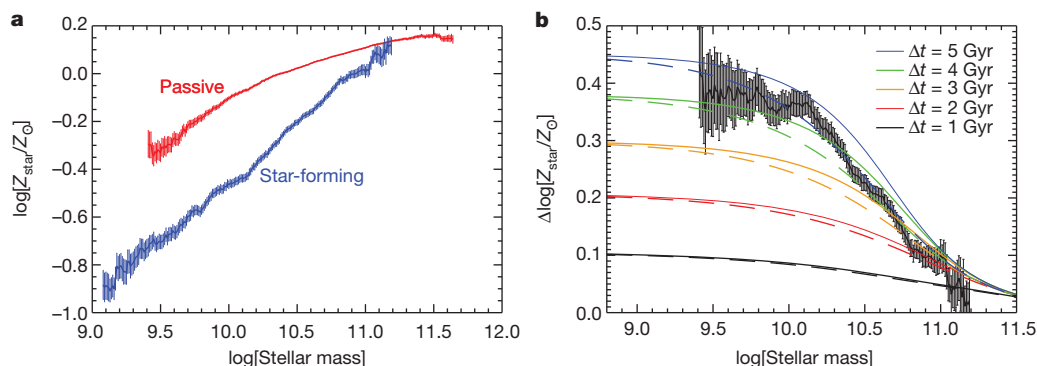 a
log[Z_star/Z_⊙]
0.2
0.0
-0.2
-0.4
-0.6
-0.8
-1.0
Passive
Star-forming
9.0 9.5 10.0 10.5 11.0 11.5 12.0
log[Stellar mass]
b
Δlog[Z_star/Z_⊙]
0.5
0.4
0.3
0.2
0.1
0.0
Δt = 5 Gyr
Δt = 4 Gyr
Δt = 3 Gyr
Δt = 2 Gyr
Δt = 1 Gyr
9.0 9.5 10.0 10.5 11.0 11.5
log[Stellar mass]